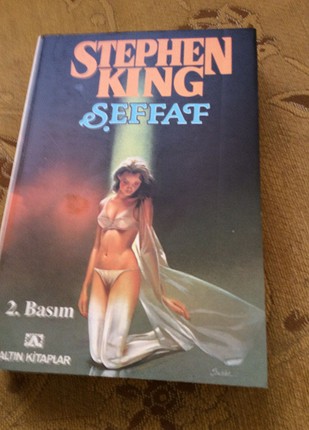 STEPHEN
KING
ŞEFFAF
2. Basım
ALTIN KİTAPLAR